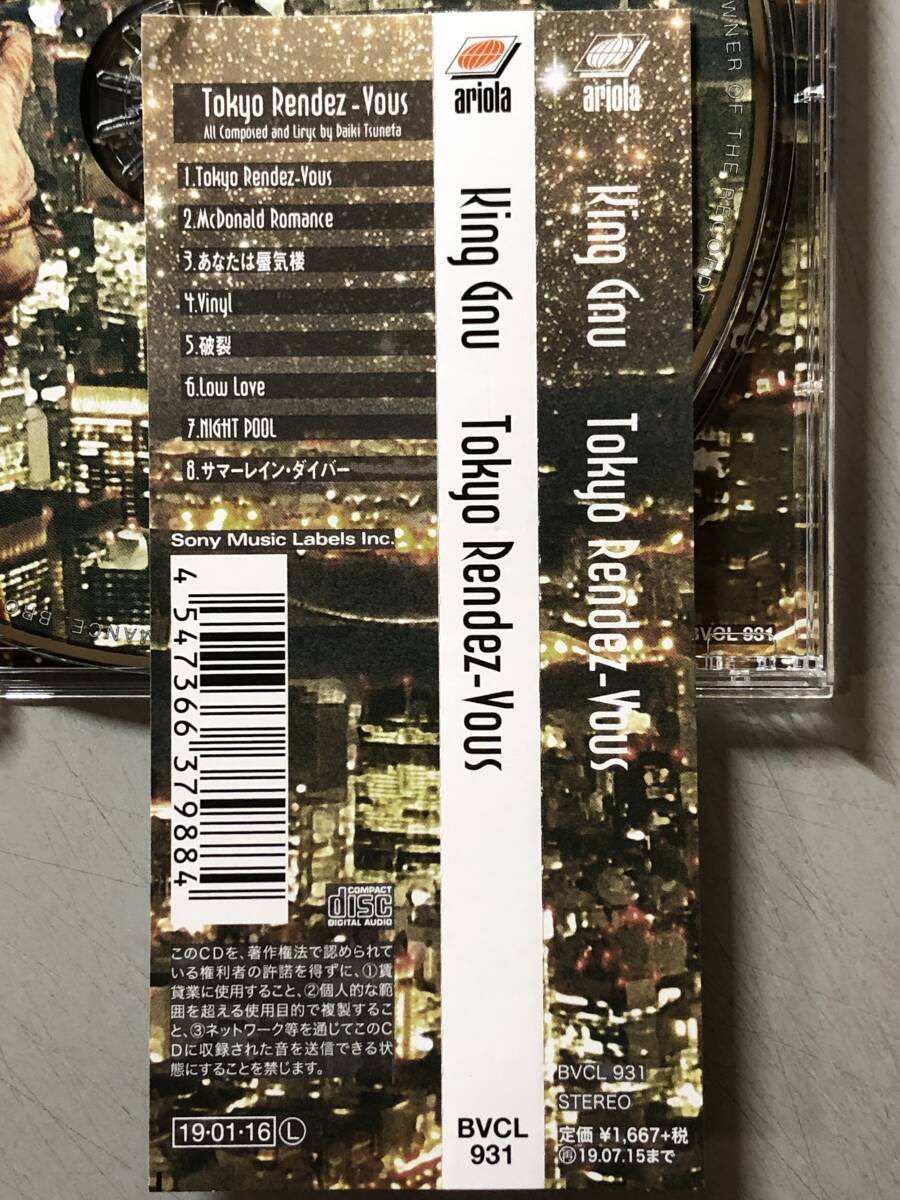 Tokyo Rendez-Vous
All Composed and Liryc by Daiki Tsuneta
1.Tokyo Rendez-Vous
2.McDonald Romance
3.あなたは蜃気楼
4.Vinyl
5.破裂
6.Low Love
7.NIGHT POOL
8.サマーレイン・ダイバー
Sony Music Labels Inc.
4 547366 379884
COMPACT
disc
DIGITAL AUDIO
このCDを、著作権法で認められて
いる権利者の許諾を得ずに、①賃
貸業に使用すること、②個人的な範
囲を超える使用目的で複製するこ
と、③ネットワーク等を通じてこのC
Dに収録された音を送信できる状
態にすることを禁じます。
19・01・16 L
ariola
King Gnu Tokyo Rendez-Vous
BVCL
931
ariola
King Gnu Tokyo Rendez-Vous
BVCL 931
STEREO
定価 ¥1,667+税
再19.07.15まで
OWNER OF THE RECORDE
MANCE, BRO
BVCL 931